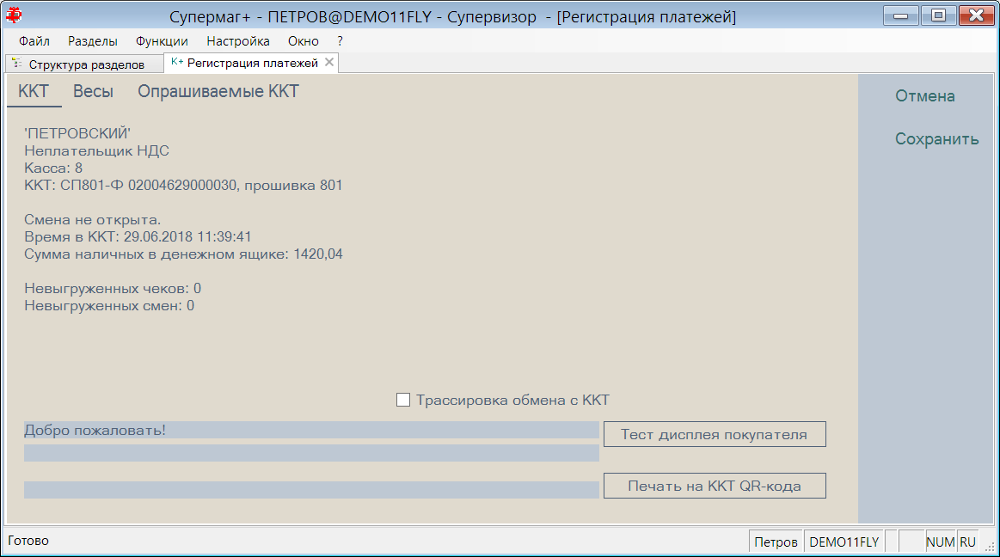 Супермаг+ - ПЕТРОВ@DEMO11FLY - Супервизор - [Регистрация платежей]
Файл Разделы Функции Настройка Окно ?
Структура разделов K+ Регистрация платежей
ККТ Весы Опрашиваемые ККТ
Отмена
Сохранить
'ПЕТРОВСКИЙ'
Неплательщик НДС
Касса: 8
ККТ: СП801-Ф 02004629000030, прошивка 801
Смена не открыта.
Время в ККТ: 29.06.2018 11:39:41
Сумма наличных в денежном ящике: 1420,04
Невыгруженных чеков: 0
Невыгруженных смен: 0
Трассировка обмена с ККТ
Добро пожаловать!
Тест дисплея покупателя
Печать на ККТ QR-кода
Готово Петров DEMO11FLY NUM RU